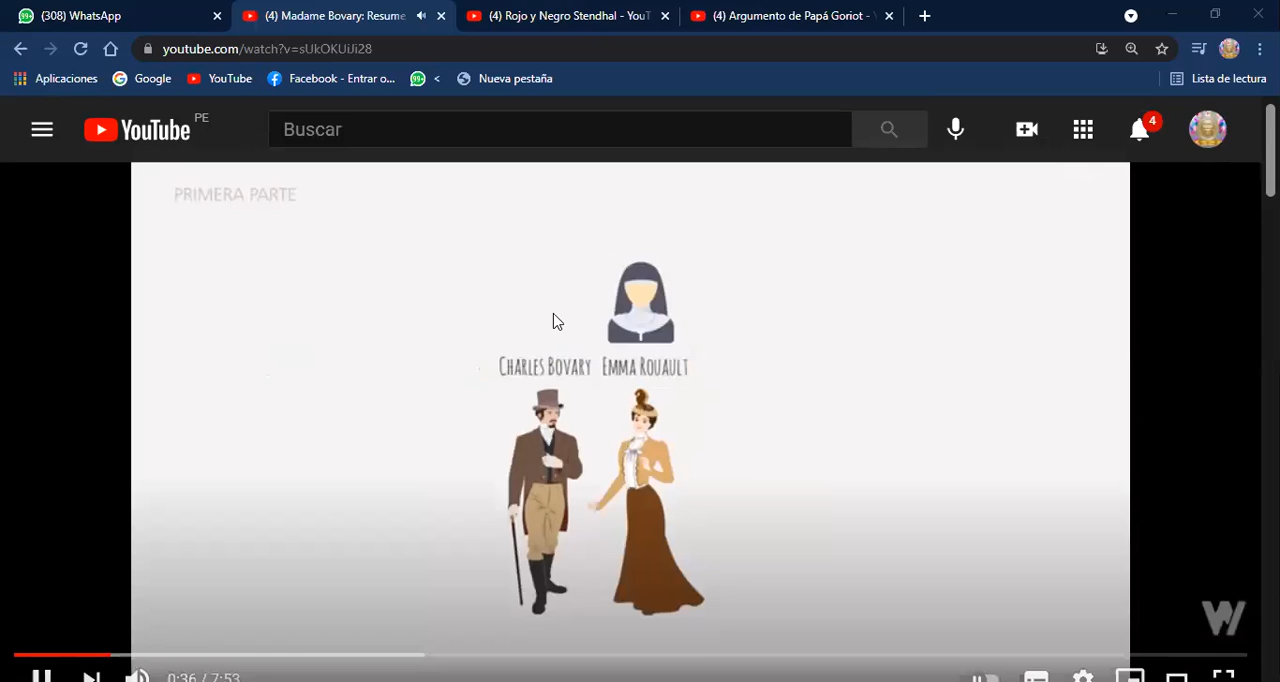 (308) WhatsApp
(4) Madame Bovary: Resume
(4) Rojo y Negro Stendhal - YouT
(4) Argumento de Papá Goriot -
youtube.com/watch?v=sUkOKUiJi28
Aplicaciones
Google
YouTube
Facebook - Entrar o...
99+
<
Nueva pestaña
Lista de lectura
YouTube PE
Buscar
4
PRIMERA PARTE
CHARLES BOVARY EMMA ROUAULT
W
0:36 / 7:53